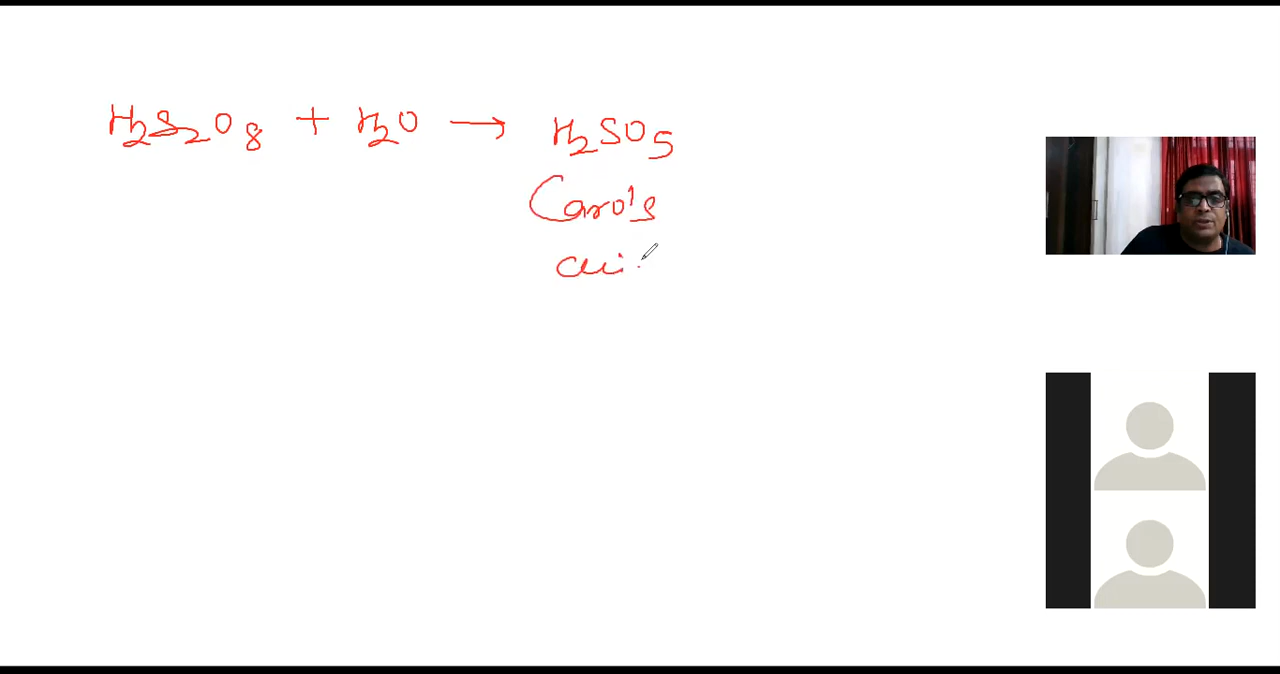 H₂S₂O₈ + H₂O → H₂SO₅
Caro's